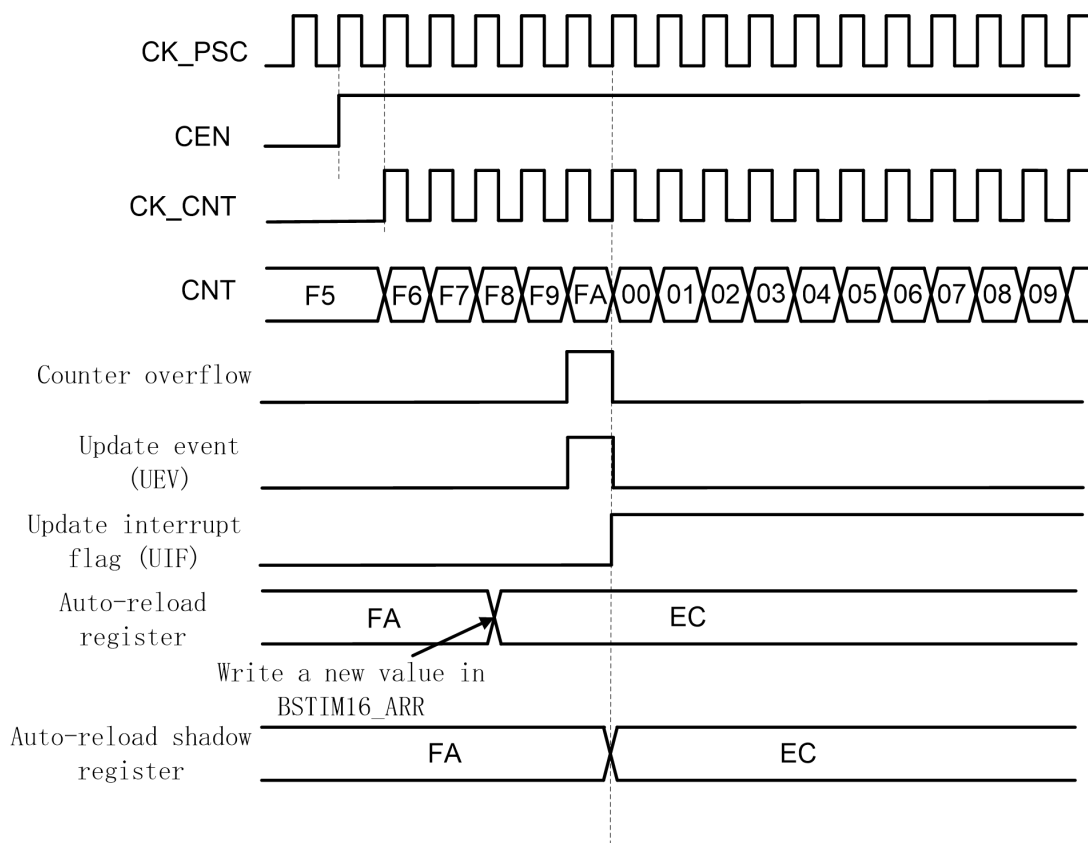 CK_PSC
CEN
CK_CNT
CNT F5 F6 F7 F8 F9 FA 00 01 02 03 04 05 06 07 08 09
Counter overflow
Update event
(UEV)
Update interrupt
flag (UIF)
Auto-reload
register
FA EC
Write a new value in
BSTIM16_ARR
Auto-reload shadow
register
FA EC